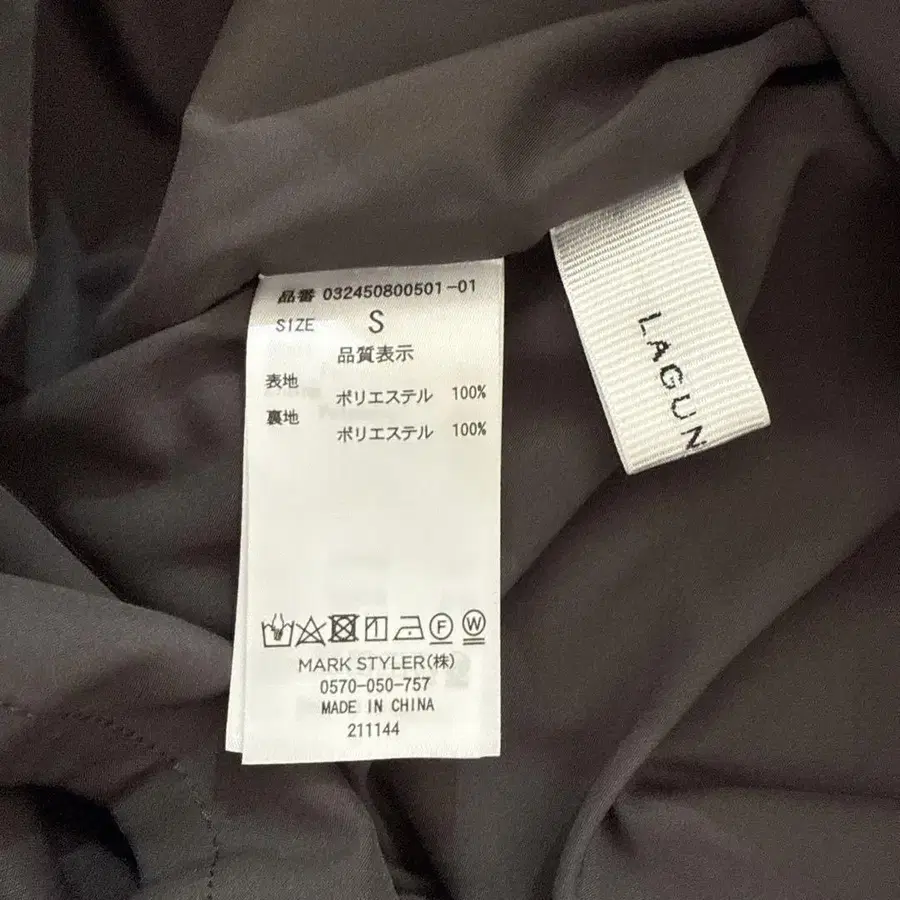 品番 032450800501-01
SIZE S
品質表示
表地
ポリエステル 100%
裏地
ポリエステル 100%
F W
MARK STYLER(株)
0570-050-757
MADE IN CHINA
211144
LAGUN